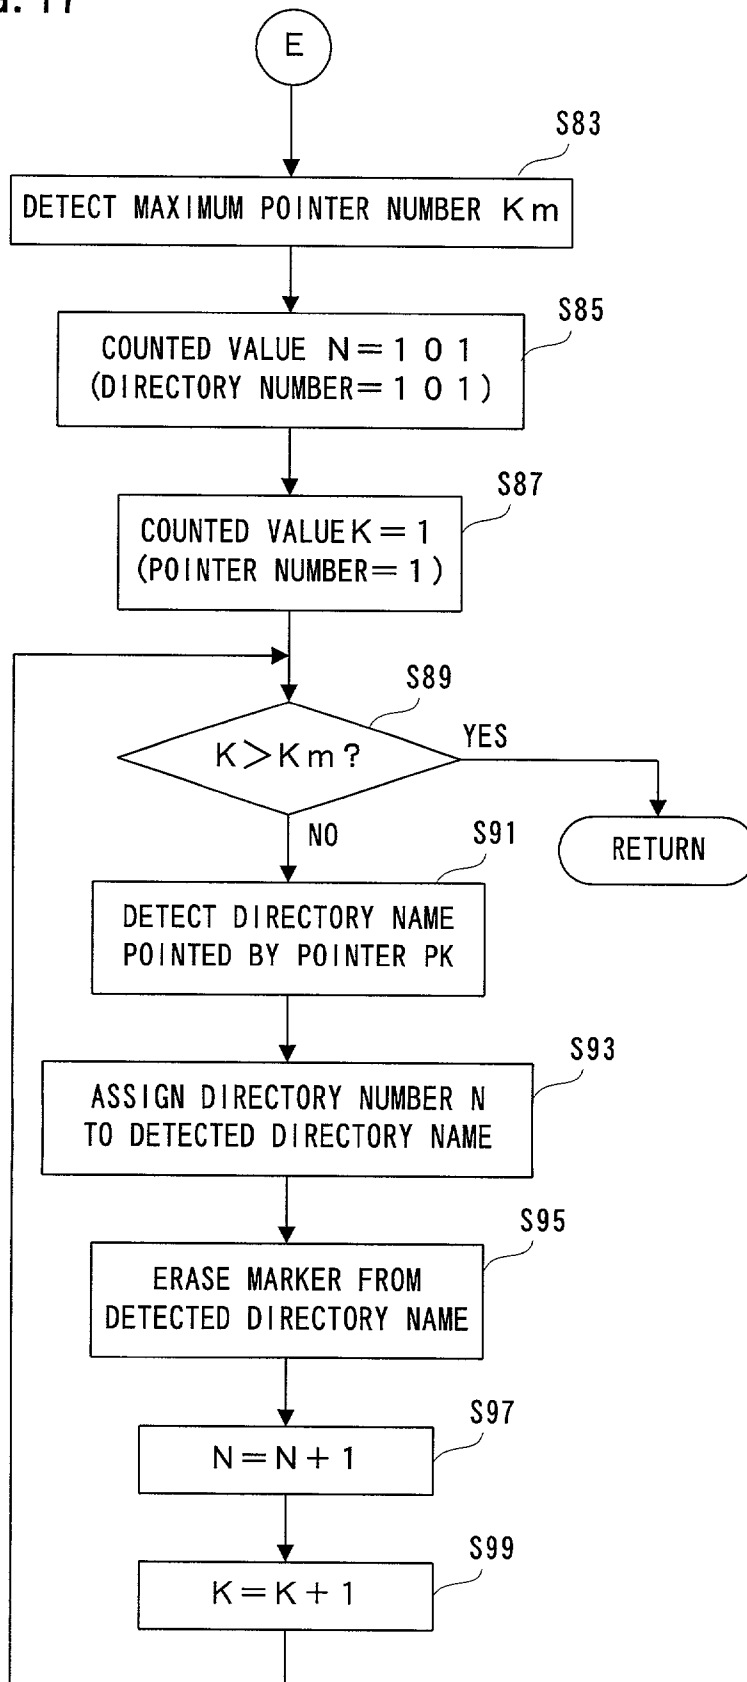 E
S83
DETECT MAXIMUM POINTER NUMBER Km
S85
COUNTED VALUE N=101
(DIRECTORY NUMBER=101)
S87
COUNTED VALUE K=1
(POINTER NUMBER=1)
S89
K>Km?
YES
NO
RETURN
S91
DETECT DIRECTORY NAME
POINTED BY POINTER PK
S93
ASSIGN DIRECTORY NUMBER N
TO DETECTED DIRECTORY NAME
S95
ERASE MARKER FROM
DETECTED DIRECTORY NAME
S97
N=N+1
S99
K=K+1